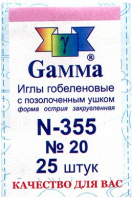 γ
Gamma®
Иглы гобеленовые
с позолоченным ушком
форма острия закругленная
N-355
№ 20
25 штук
КАЧЕСТВО ДЛЯ ВАС